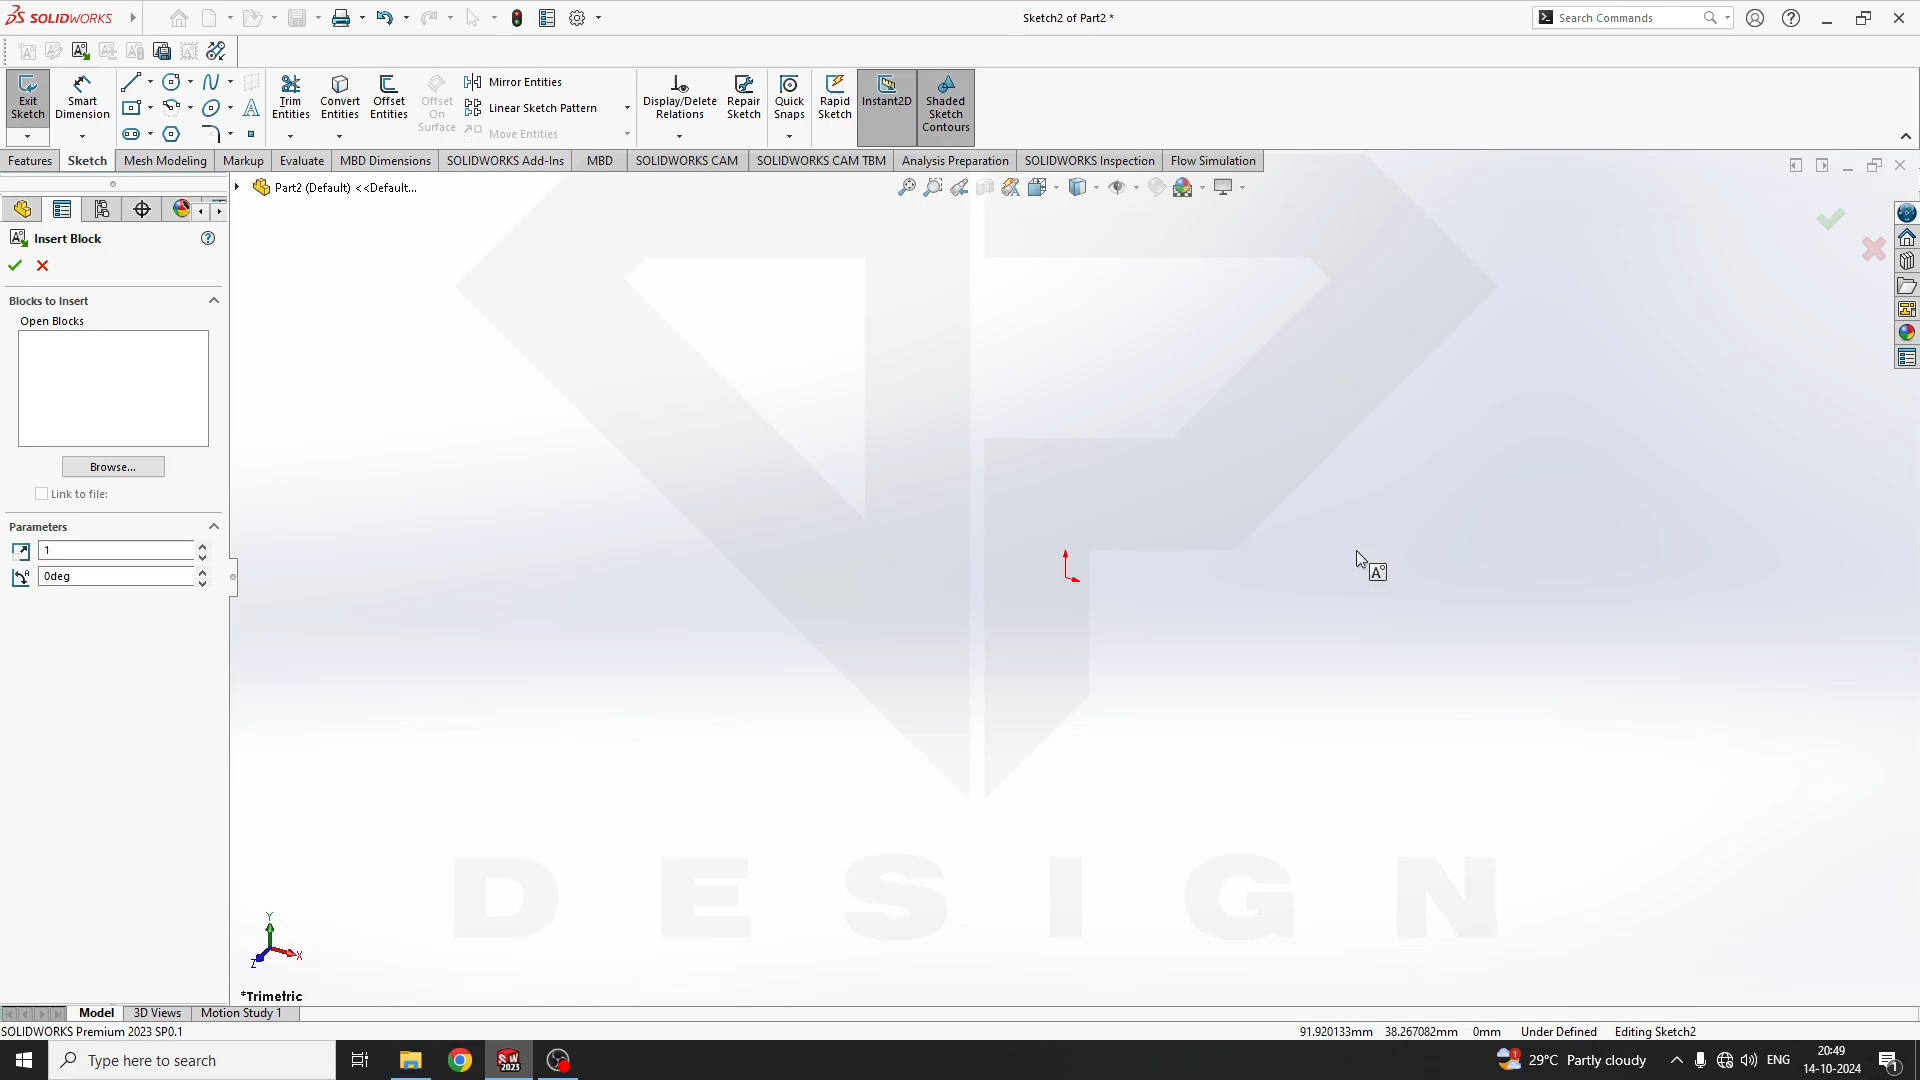 SOLIDWORKS
Sketch2 of Part2 *
Search Commands
Exit Sketch
Smart Dimension
Trim Entities
Convert Entities
Offset Entities
Offset On Surface
Mirror Entities
Linear Sketch Pattern
Move Entities
Display/Delete Relations
Repair Sketch
Quick Snaps
Rapid Sketch
Instant2D
Shaded Sketch Contours
Features Sketch Mesh Modeling Markup Evaluate MBD Dimensions SOLIDWORKS Add-Ins MBD SOLIDWORKS CAM SOLIDWORKS CAM TBM Analysis Preparation SOLIDWORKS Inspection Flow Simulation
Part2 (Default) <<Default...
Insert Block
Blocks to Insert
Open Blocks
Browse...
Link to file:
Parameters
1
0deg
DESIGN
Y
X
Z
*Trimetric
Model 3D Views Motion Study 1
SOLIDWORKS Premium 2023 SP0.1
91.920133mm 38.267082mm 0mm Under Defined Editing Sketch2
Type here to search
29°C Partly cloudy
ENG
20:49
14-10-2024